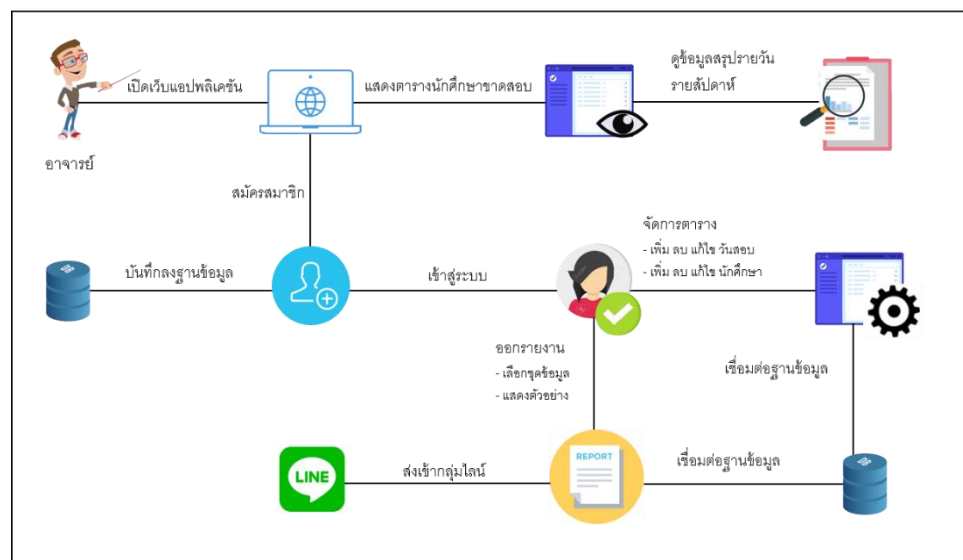 เปิดเว็บแอปพลิเคชัน
แสดงตารางนักศึกษาขาดสอบ
ดูข้อมูลสรุปรายวัน
รายสัปดาห์
อาจารย์
สมัครสมาชิก
บันทึกลงฐานข้อมูล
เข้าสู่ระบบ
จัดการตาราง
- เพิ่ม ลบ แก้ไข วันสอบ
- เพิ่ม ลบ แก้ไข นักศึกษา
ออกรายงาน
- เลือกชุดข้อมูล
- แสดงตัวอย่าง
เชื่อมต่อฐานข้อมูล
LINE
ส่งเข้ากลุ่มไลน์
REPORT
เชื่อมต่อฐานข้อมูล